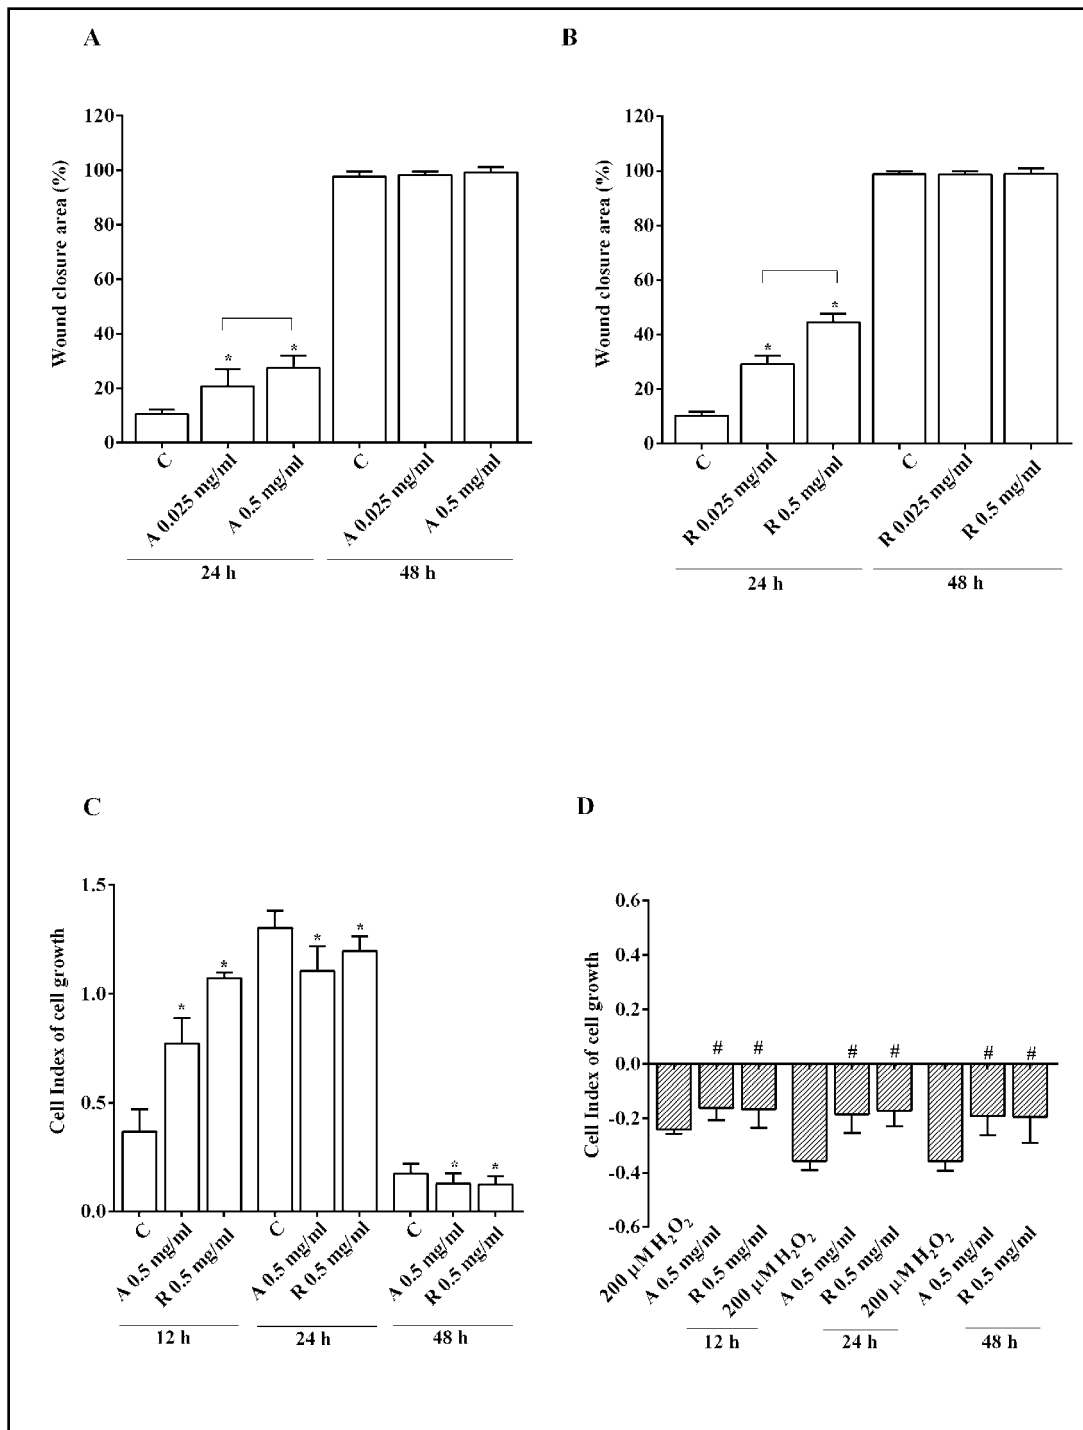 A
Wound closure area (%)
120
100
80
60
40
20
0
*
*
C
A 0.025 mg/ml
A 0.5 mg/ml
C
A 0.025 mg/ml
A 0.5 mg/ml
24 h
48 h
B
Wound closure area (%)
120
100
80
60
40
20
0
*
*
C
R 0.025 mg/ml
R 0.5 mg/ml
C
R 0.025 mg/ml
R 0.5 mg/ml
24 h
48 h
C
Cell Index of cell growth
1.5
1.0
0.5
0.0
*
*
*
*
*
*
C
A 0.5 mg/ml
R 0.5 mg/ml
C
A 0.5 mg/ml
R 0.5 mg/ml
C
A 0.5 mg/ml
R 0.5 mg/ml
12 h
24 h
48 h
D
Cell Index of cell growth
0.6
0.4
0.2
0.0
-0.2
-0.4
-0.6
#
#
#
#
#
#
200 µM H₂O₂
A 0.5 mg/ml
R 0.5 mg/ml
200 µM H₂O₂
A 0.5 mg/ml
R 0.5 mg/ml
200 µM H₂O₂
A 0.5 mg/ml
R 0.5 mg/ml
12 h
24 h
48 h